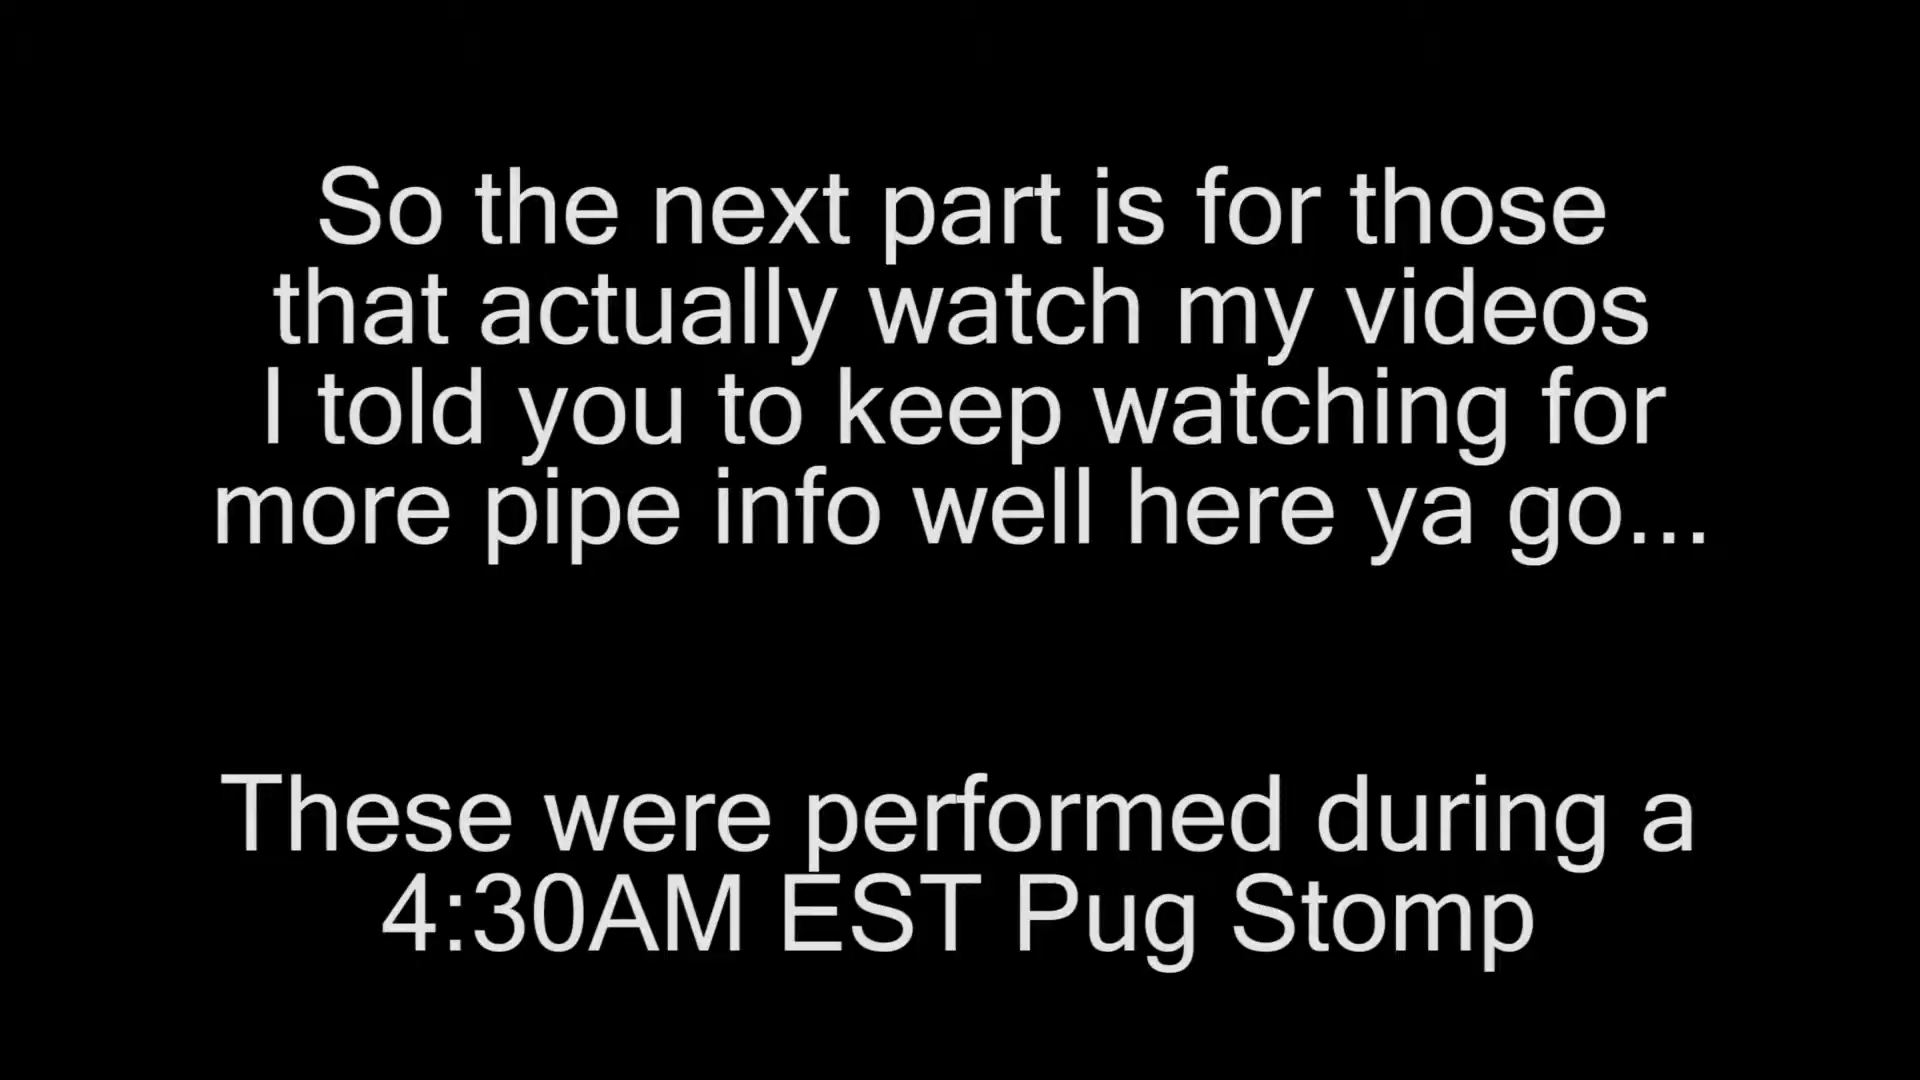 So the next part is for those
that actually watch my videos
I told you to keep watching for
more pipe info well here ya go...
These were performed during a
4:30AM EST Pug Stomp